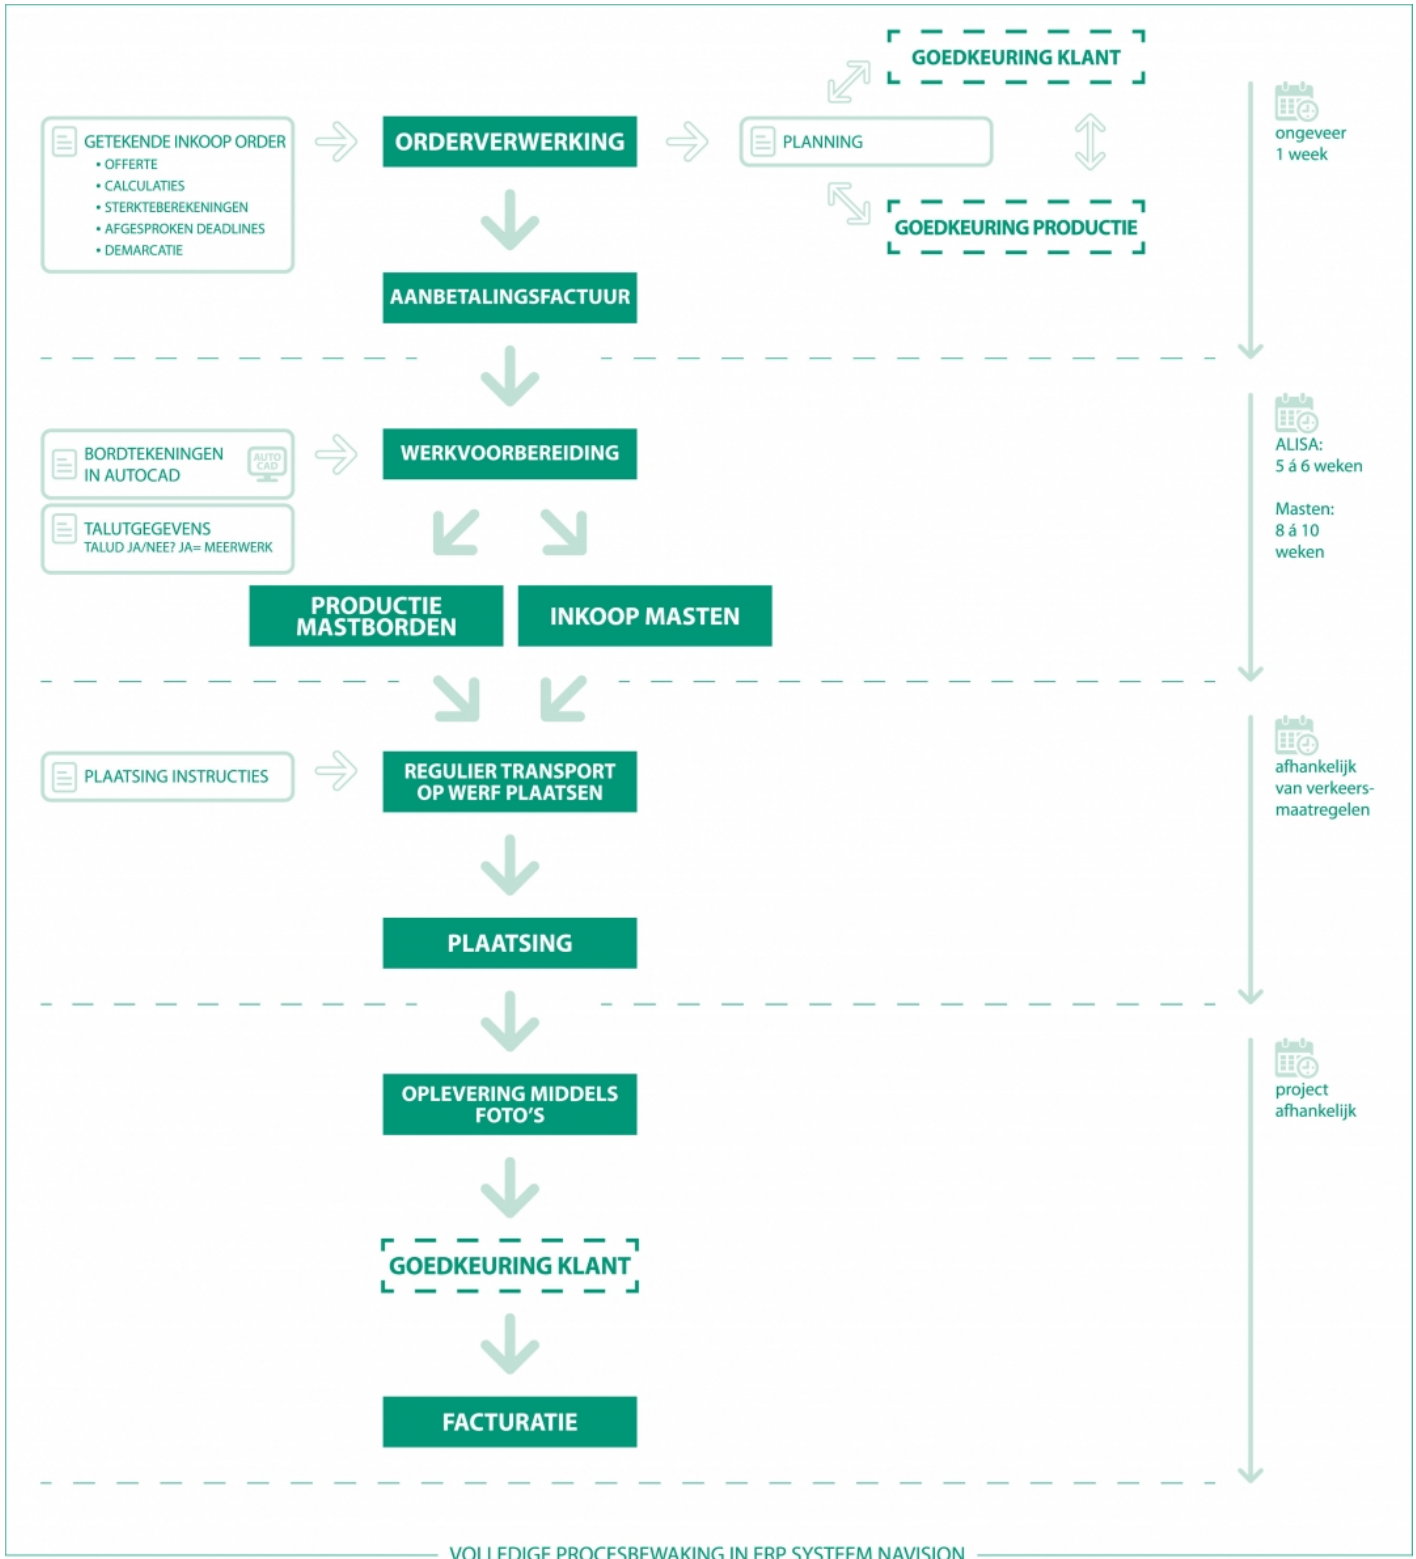 GOEDKEURING KLANT
GETEKENDE INKOOP ORDER
• OFFERTE
• CALCULATIES
• STERKTEBEREKENINGEN
• AFGESPROKEN DEADLINES
• DEMARCATIE
ORDERVERWERKING
PLANNING
ongeveer
1 week
GOEDKEURING PRODUCTIE
AANBETALINGSFACTUUR
BORDTEKENINGEN
IN AUTOCAD
AUTO
CAD
WERKVOORBEREIDING
ALISA:
5 á 6 weken
Masten:
8 á 10
weken
TALUTGEGEVENS
TALUD JA/NEE? JA= MEERWERK
PRODUCTIE
MASTBORDEN
INKOOP MASTEN
PLAATSING INSTRUCTIES
REGULIER TRANSPORT
OP WERF PLAATSEN
afhankelijk
van verkeers-
maatregelen
PLAATSING
OPLEVERING MIDDELS
FOTO'S
project
afhankelijk
GOEDKEURING KLANT
FACTURATIE
VOLLEDIGE PROCESBEWAKING IN ERP SYSTEEM NAVISION